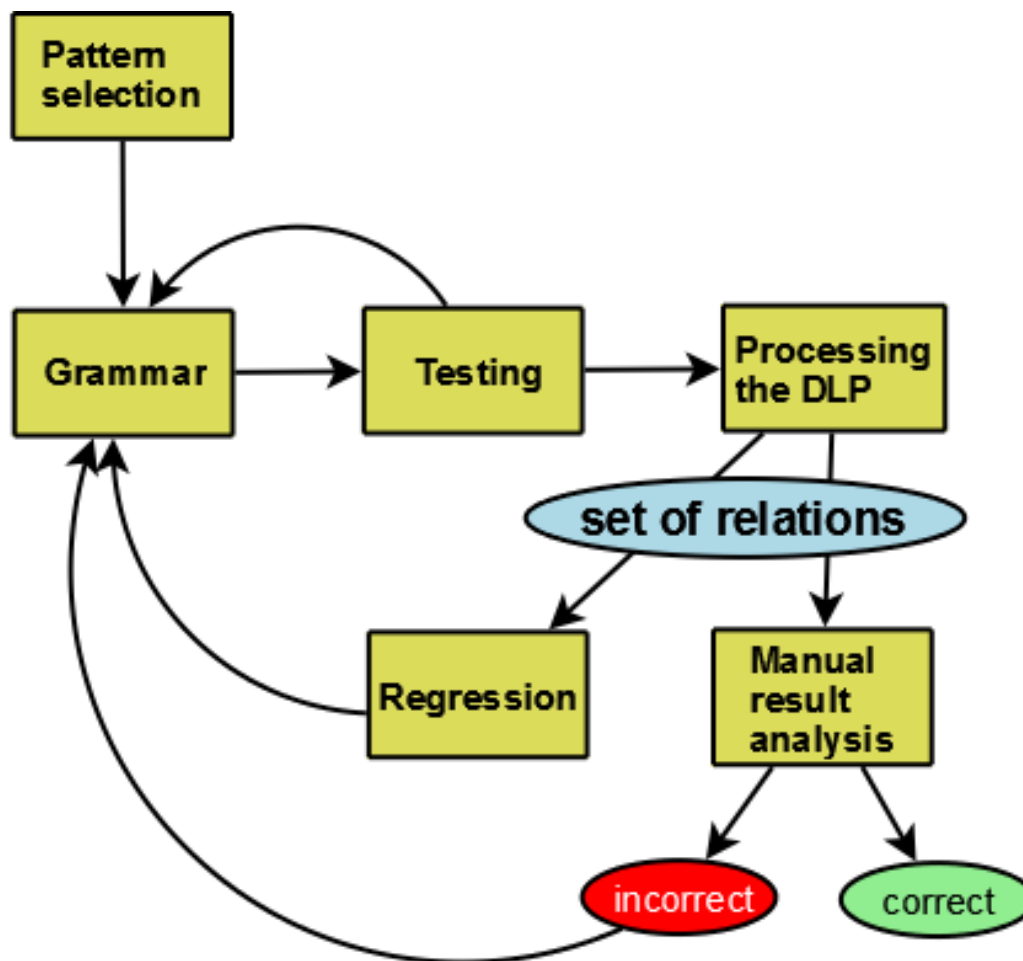 Pattern
selection
Grammar
Testing
Processing
the DLP
set of relations
Regression
Manual
result
analysis
incorrect
correct